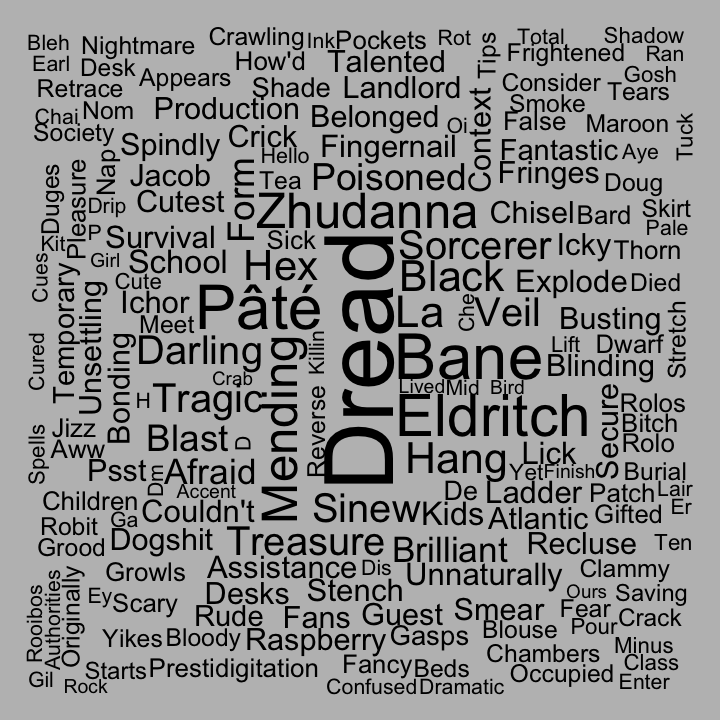 Bleh Nightmare Crawling Ink Pockets Rot Tips Total Shadow
Earl Desk Appears How'd Talented Frightened Ran
Retrace Shade Landlord Consider Gosh Tears
Chai Nom Production Belonged Context Smoke
Society Spindly Crick Oi False Maroon Tuck
Hello Fingernail Fantastic Aye
Nap Jacob Form Tea Poisoned Fringes Doug
Duges Pleasure Drip Cutest Zhudanna Chisel Bard Skirt
Kit P Survival Sick Sorcerer Icky Thorn Pale
Cues Girl School Hex Dread Black Explode Died
Temporary Unsettling Cute Ichor Pâté La Che Veil Busting Stretch
Meet
Cured Bonding Darling Mending Killin Bane Lift Dwarf
Crab Blinding
H Tragic Reverse Lived Mid Bird Secure Rolos
Jizz Eldritch Bitch
Spells Aww Blast D Hang Lick Rolo
Psst Dm Afraid Yet Finish Burial
Children Accent De Ladder Patch Lair
Robit Ga Couldn't Sinew Kids Atlantic Gifted Er
Grood Dogshit Treasure Brilliant Recluse Ten
Growls Assistance Dis Unnaturally Clammy
Rooibos Authorities Originally Ey Scary Desks Stench Ours Saving
Rude Fans Guest Smear Fear Crack
Yikes Bloody Raspberry Gasps Blouse Pour
Starts Prestidigitation Fancy Beds Chambers Minus
Gil Rock Confused Dramatic Occupied Class
Enter